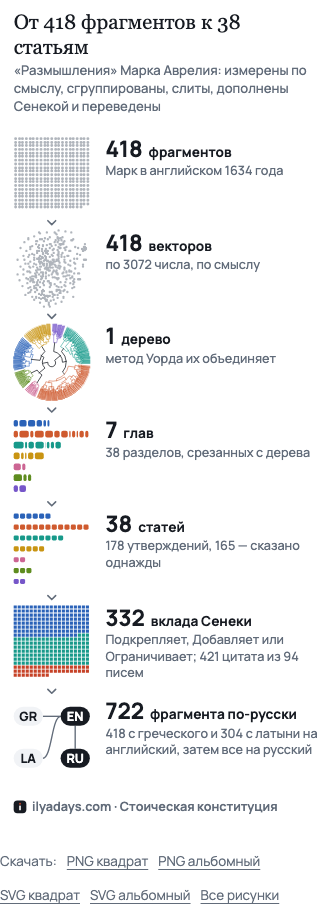 От 418 фрагментов к 38
статьям
«Размышления» Марка Аврелия: измерены по
смыслу, сгруппированы, слиты, дополнены
Сенекой и переведены
418 фрагментов
Марк в английском 1634 года
418 векторов
по 3072 числа, по смыслу
1 дерево
метод Уорда их объединяет
7 глав
38 разделов, срезанных с дерева
38 статей
178 утверждений, 165 — сказано
однажды
332 вклада Сенеки
Подкрепляет, Добавляет или
Ограничивает; 421 цитата из 94
писем
GR EN
LA RU
722 фрагмента по-русски
418 с греческого и 304 с латыни на
английский, затем все на русский
ilyadays.com · Стоическая конституция
Скачать: PNG квадрат PNG альбомный
SVG квадрат SVG альбомный Все рисунки